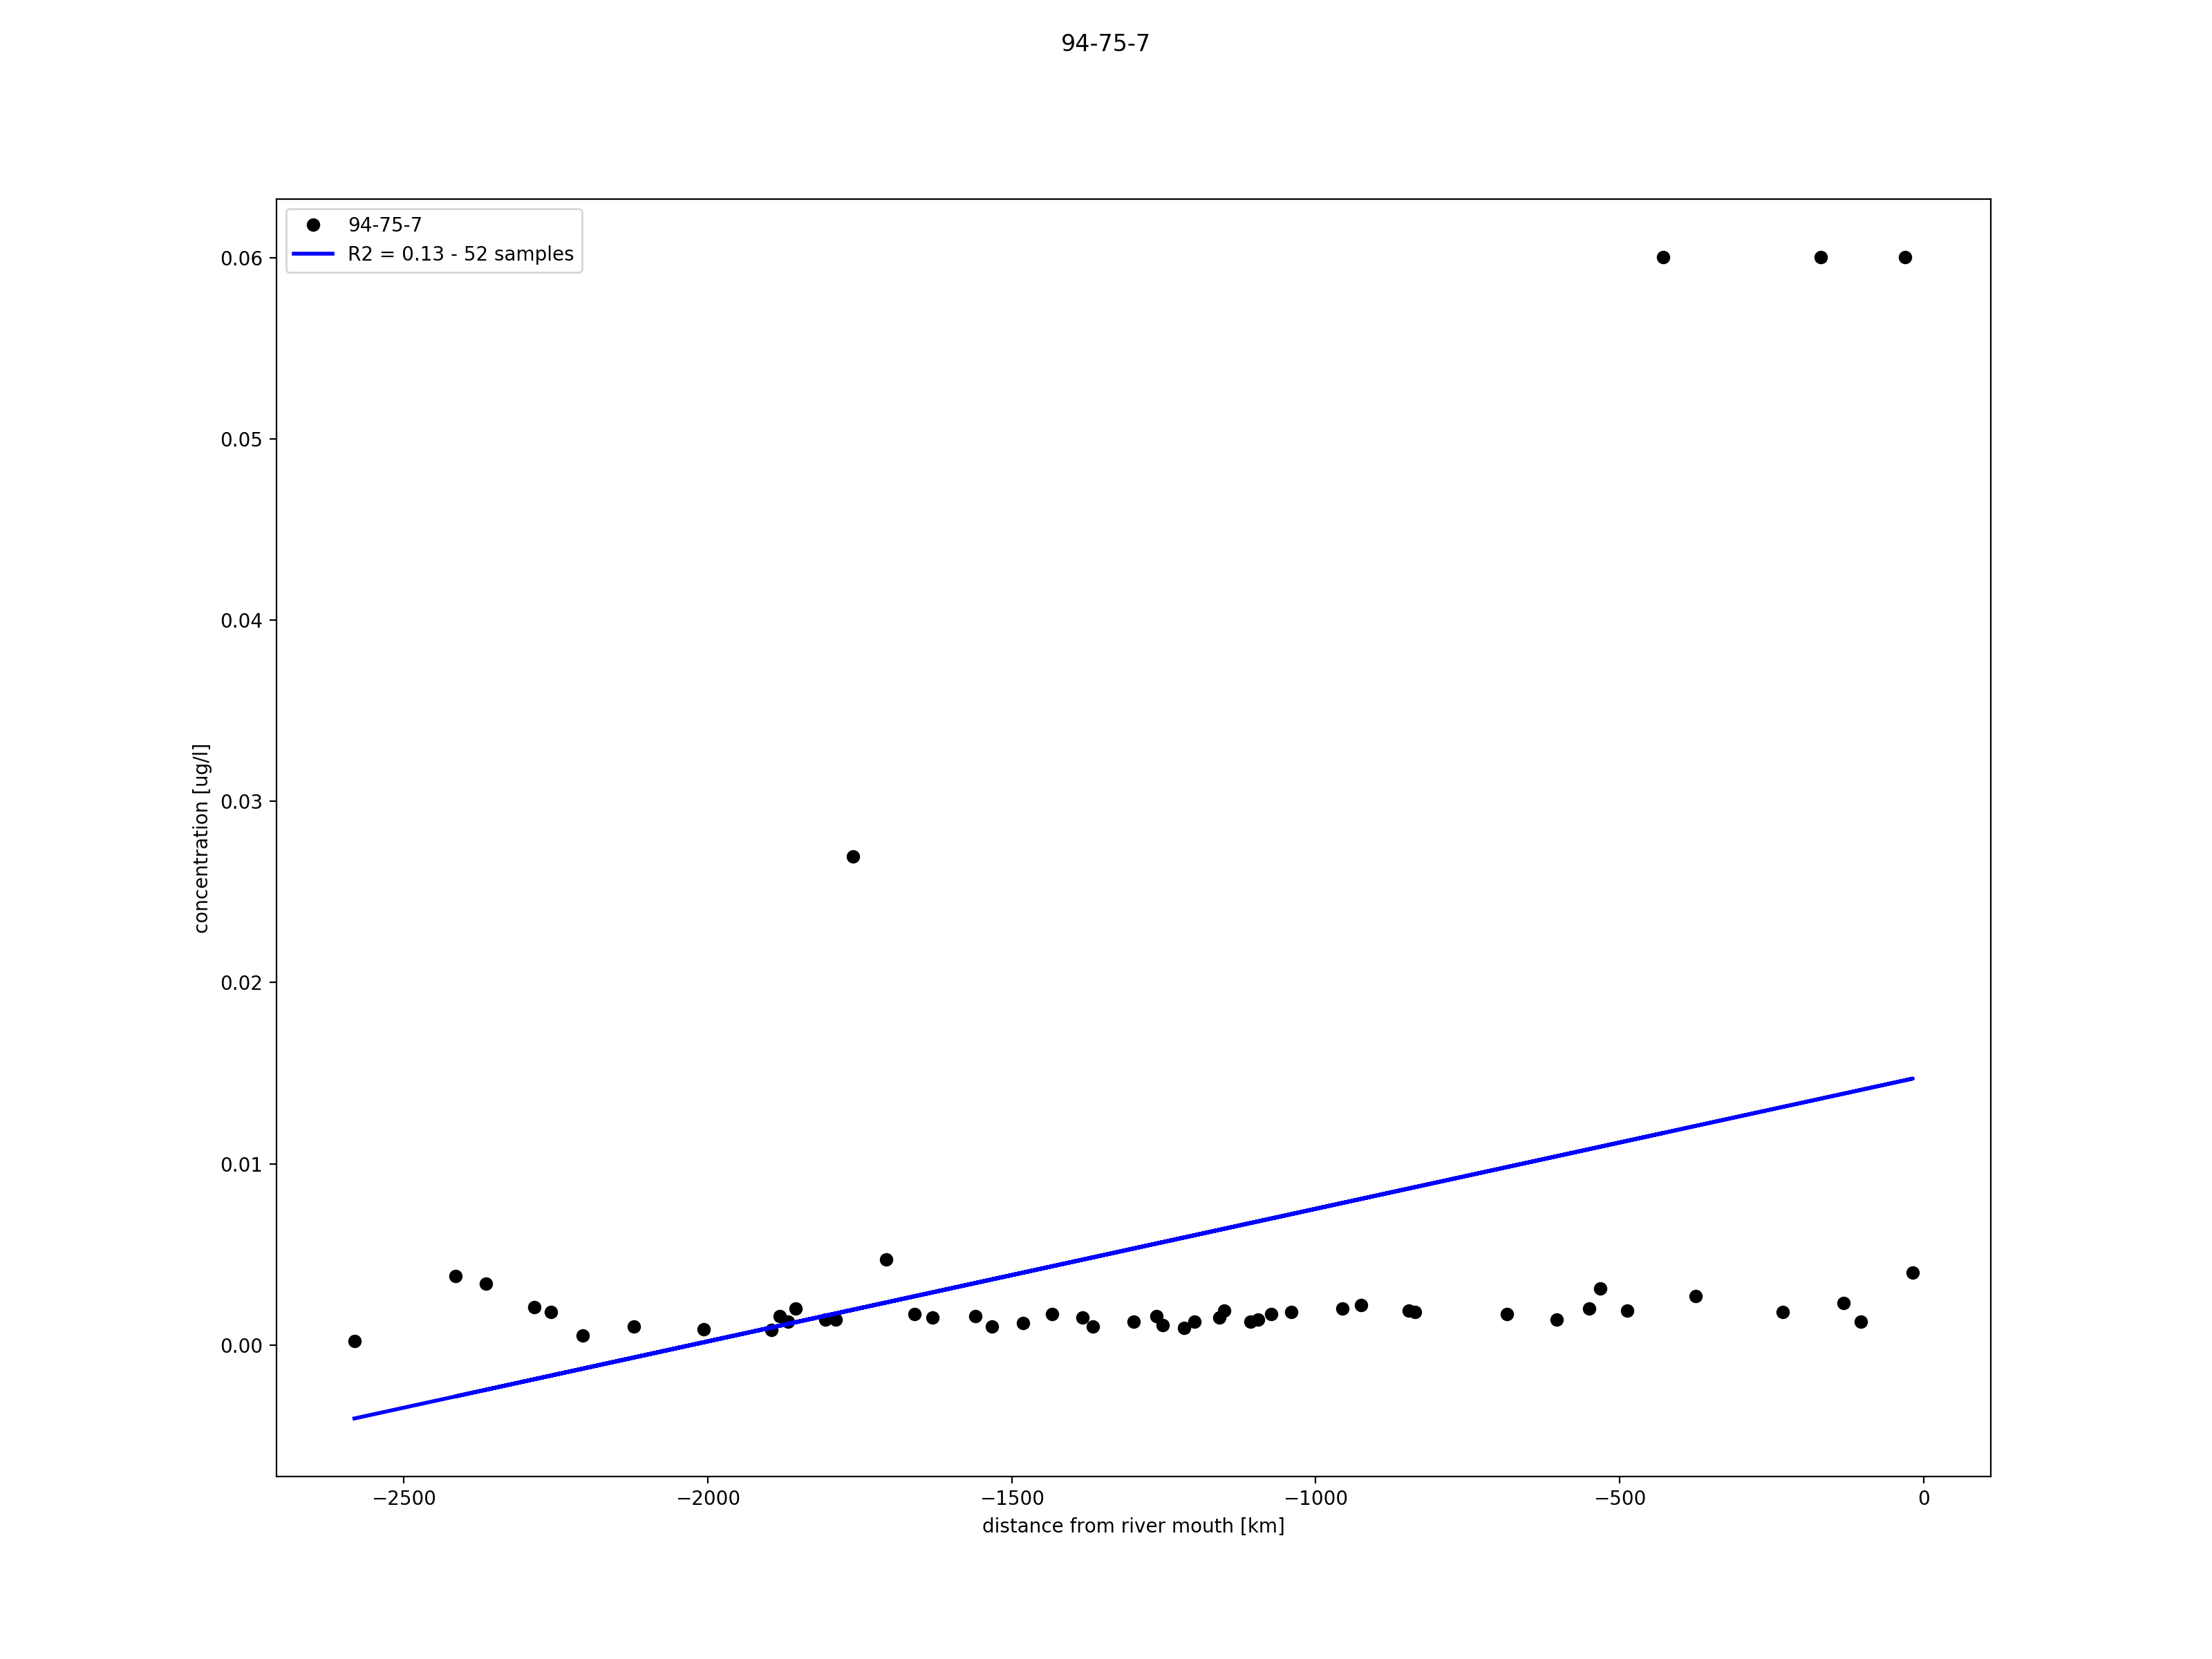 94-75-7
94-75-7
R2 = 0.13 - 52 samples
0.06
0.05
0.04
0.03
0.02
0.01
0.00
concentration [ug/l]
−2500 −2000 −1500 −1000 −500 0
distance from river mouth [km]